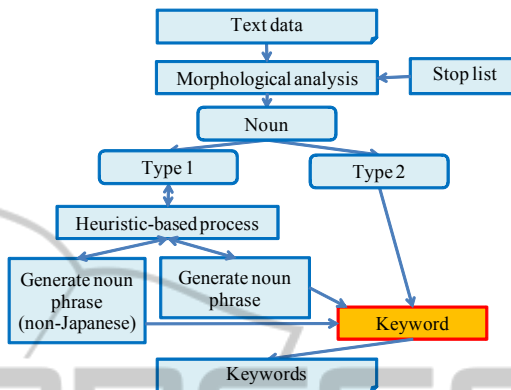 Text data
Morphological analysis
Stop list
Noun
Type 1
Type 2
Heuristic-based process
Generate noun
phrase
(non-Japanese)
Generate noun
phrase
Keyword
Keywords